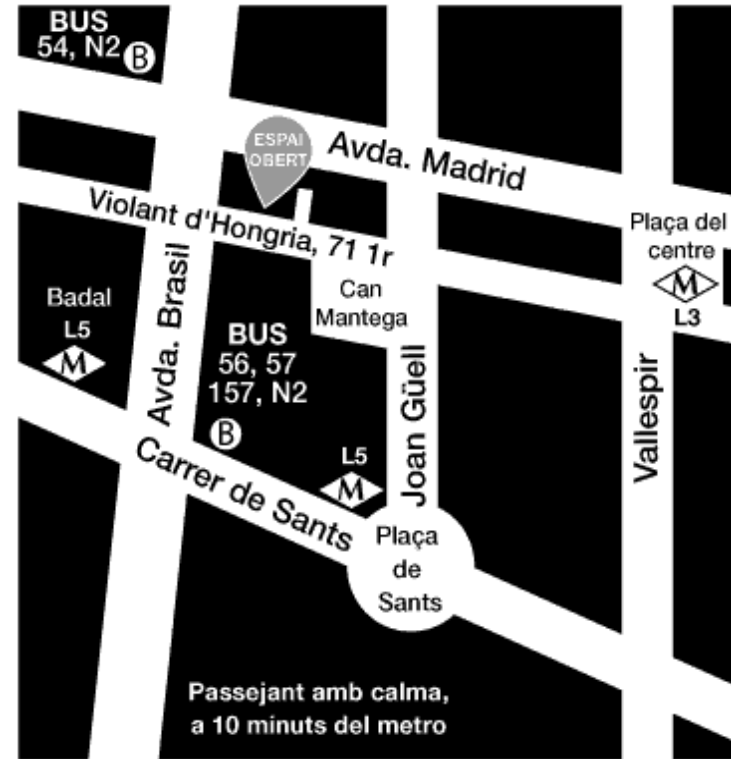 BUS
54, N2 B
ESPAI
OBERT
Avda. Madrid
Violant d'Hongria, 71 1r
Plaça del
centre
M
L3
Can
Mantega
Badal
L5
M
Avda. Brasil
BUS
56, 57
157, N2
B
Joan Güell
Vallespir
Carrer de Sants
L5
M
Plaça
de
Sants
Passejant amb calma,
a 10 minuts del metro